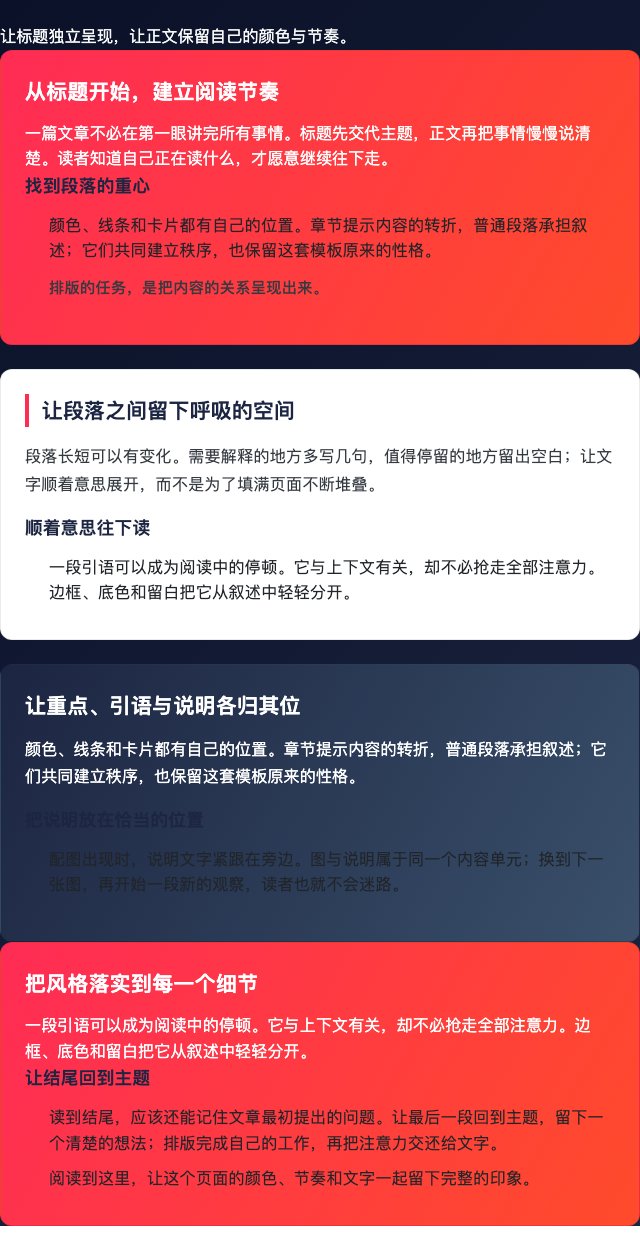 让标题独立呈现，让正文保留自己的颜色与节奏。
从标题开始，建立阅读节奏
一篇文章不必在第一眼讲完所有事情。标题先交代主题，正文再把事情慢慢说清
楚。读者知道自己正在读什么，才愿意继续往下走。
找到段落的重心
颜色、线条和卡片都有自己的位置。章节提示内容的转折，普通段落承担叙
述；它们共同建立秩序，也保留这套模板原来的性格。
排版的任务，是把内容的关系呈现出来。
让段落之间留下呼吸的空间
段落长短可以有变化。需要解释的地方多写几句，值得停留的地方留出空白；让文
字顺着意思展开，而不是为了填满页面不断堆叠。
顺着意思往下读
一段引语可以成为阅读中的停顿。它与上下文有关，却不必抢走全部注意力。
边框、底色和留白把它从叙述中轻轻分开。
让重点、引语与说明各归其位
颜色、线条和卡片都有自己的位置。章节提示内容的转折，普通段落承担叙述；它
们共同建立秩序，也保留这套模板原来的性格。
把说明放在恰当的位置
配图出现时，说明文字紧跟在旁边。图与说明属于同一个内容单元；换到下一
张图，再开始一段新的观察，读者也就不会迷路。
把风格落实到每一个细节
一段引语可以成为阅读中的停顿。它与上下文有关，却不必抢走全部注意力。边
框、底色和留白把它从叙述中轻轻分开。
让结尾回到主题
读到结尾，应该还能记住文章最初提出的问题。让最后一段回到主题，留下一
个清楚的想法；排版完成自己的工作，再把注意力交还给文字。
阅读到这里，让这个页面的颜色、节奏和文字一起留下完整的印象。